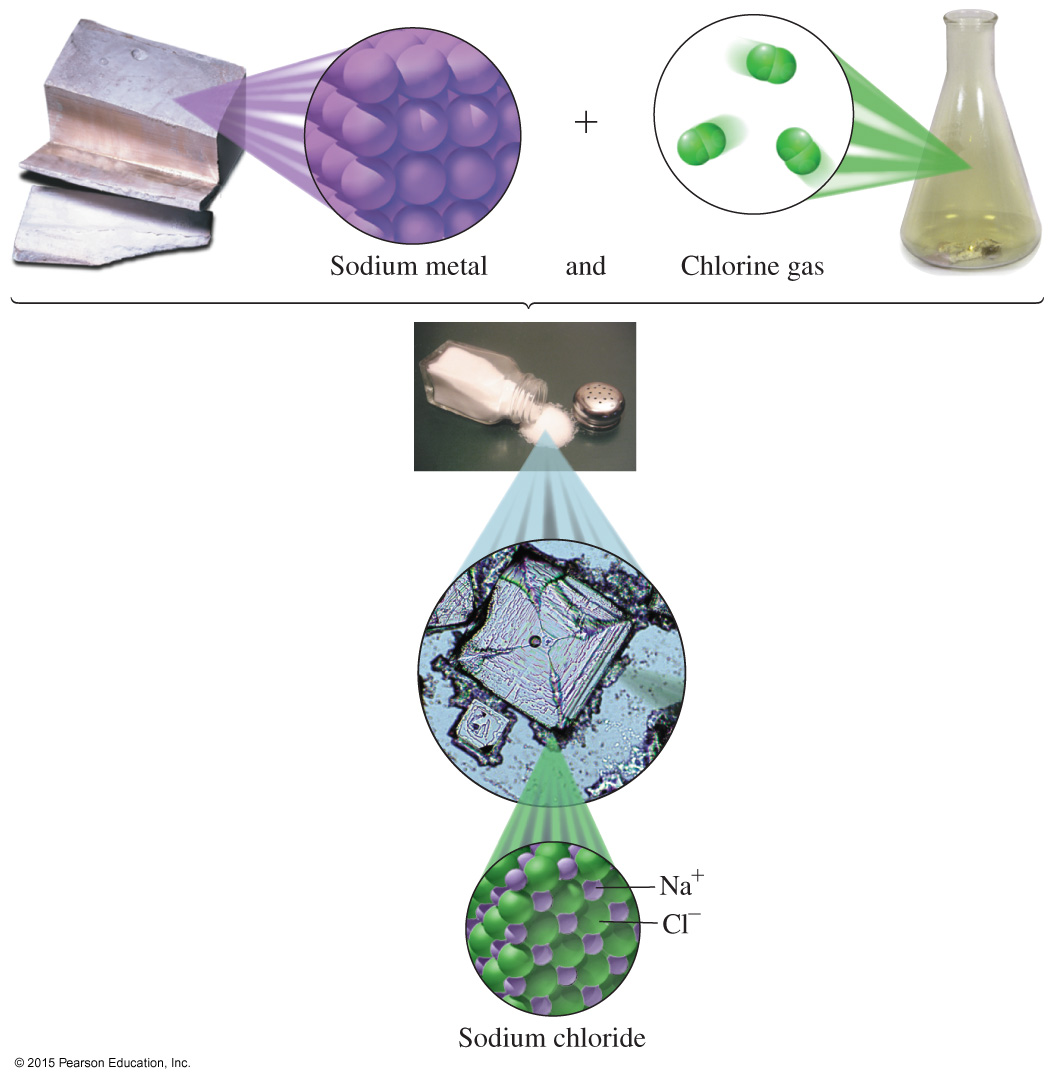 +
Sodium metal and Chlorine gas
Na⁺
Cl⁻
Sodium chloride
© 2015 Pearson Education, Inc.